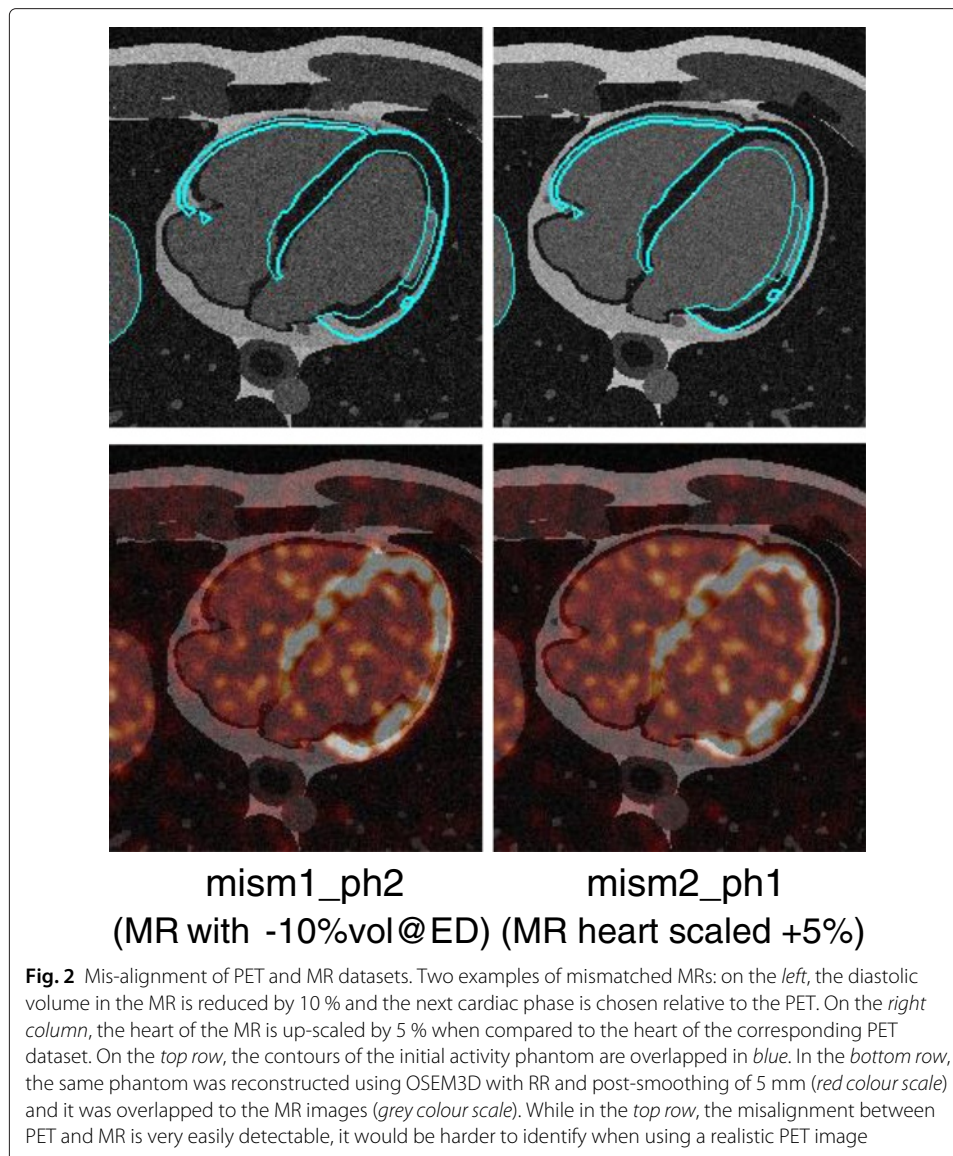 mism1_ph2 mism2_ph1
(MR with -10%vol@ED) (MR heart scaled +5%)
Fig. 2 Mis-alignment of PET and MR datasets. Two examples of mismatched MRs: on the left, the diastolic
volume in the MR is reduced by 10 % and the next cardiac phase is chosen relative to the PET. On the right
column, the heart of the MR is up-scaled by 5 % when compared to the heart of the corresponding PET
dataset. On the top row, the contours of the initial activity phantom are overlapped in blue. In the bottom row,
the same phantom was reconstructed using OSEM3D with RR and post-smoothing of 5 mm (red colour scale)
and it was overlapped to the MR images (grey colour scale). While in the top row, the misalignment between
PET and MR is very easily detectable, it would be harder to identify when using a realistic PET image